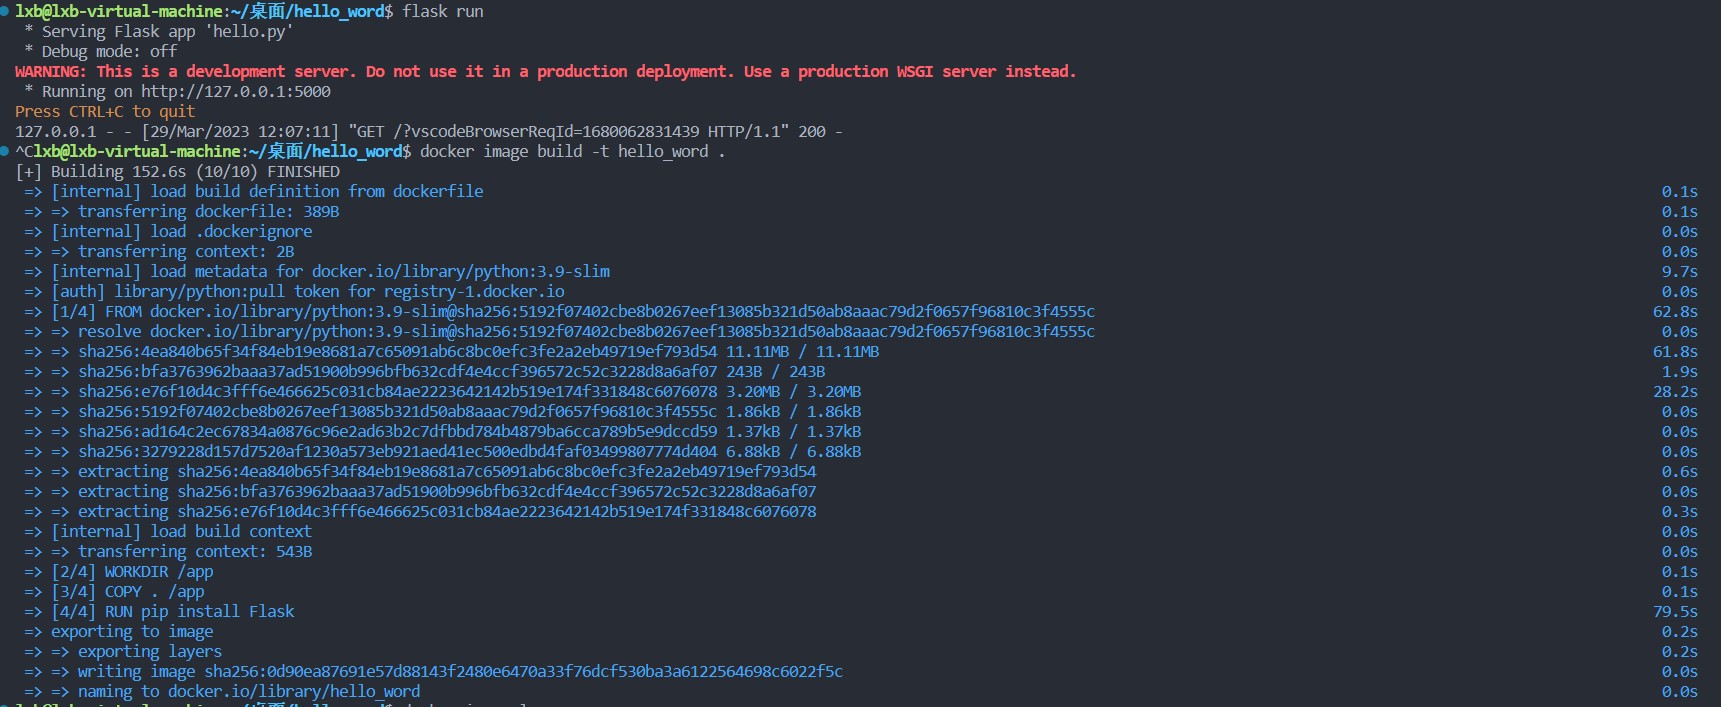 lxb@lxb-virtual-machine:~/桌面/hello_word$ flask run
* Serving Flask app 'hello.py'
* Debug mode: off
WARNING: This is a development server. Do not use it in a production deployment. Use a production WSGI server instead.
* Running on http://127.0.0.1:5000
Press CTRL+C to quit
127.0.0.1 - - [29/Mar/2023 12:07:11] "GET /?vscodeBrowserReqId=1680062831439 HTTP/1.1" 200 -
^Clxb@lxb-virtual-machine:~/桌面/hello_word$ docker image build -t hello_word .
[+] Building 152.6s (10/10) FINISHED
=> [internal] load build definition from dockerfile 0.1s
=> => transferring dockerfile: 389B 0.1s
=> [internal] load .dockerignore 0.0s
=> => transferring context: 2B 0.0s
=> [internal] load metadata for docker.io/library/python:3.9-slim 9.7s
=> [auth] library/python:pull token for registry-1.docker.io 0.0s
=> [1/4] FROM docker.io/library/python:3.9-slim@sha256:5192f07402cbe8b0267eef13085b321d50ab8aaac79d2f0657f96810c3f4555c 62.8s
=> => resolve docker.io/library/python:3.9-slim@sha256:5192f07402cbe8b0267eef13085b321d50ab8aaac79d2f0657f96810c3f4555c 0.0s
=> => sha256:4ea840b65f34f84eb19e8681a7c65091ab6c8bc0efc3fe2a2eb49719ef793d54 11.11MB / 11.11MB 61.8s
=> => sha256:bfa3763962baaa37ad51900b996bfb632cdf4e4ccf396572c52c3228d8a6af07 243B / 243B 1.9s
=> => sha256:e76f10d4c3fff6e466625c031cb84ae2223642142b519e174f331848c6076078 3.20MB / 3.20MB 28.2s
=> => sha256:5192f07402cbe8b0267eef13085b321d50ab8aaac79d2f0657f96810c3f4555c 1.86kB / 1.86kB 0.0s
=> => sha256:ad164c2ec67834a0876c96e2ad63b2c7dfbbd784b4879ba6cca789b5e9dccd59 1.37kB / 1.37kB 0.0s
=> => sha256:3279228d157d7520af1230a573eb921aed41ec500edbd4faf03499807774d404 6.88kB / 6.88kB 0.0s
=> => extracting sha256:4ea840b65f34f84eb19e8681a7c65091ab6c8bc0efc3fe2a2eb49719ef793d54 0.6s
=> => extracting sha256:bfa3763962baaa37ad51900b996bfb632cdf4e4ccf396572c52c3228d8a6af07 0.0s
=> => extracting sha256:e76f10d4c3fff6e466625c031cb84ae2223642142b519e174f331848c6076078 0.3s
=> [internal] load build context 0.0s
=> => transferring context: 543B 0.0s
=> [2/4] WORKDIR /app 0.1s
=> [3/4] COPY . /app 0.1s
=> [4/4] RUN pip install Flask 79.5s
=> exporting to image 0.2s
=> => exporting layers 0.2s
=> => writing image sha256:0d90ea87691e57d88143f2480e6470a33f76dcf530ba3a6122564698c6022f5c 0.0s
=> => naming to docker.io/library/hello_word 0.0s